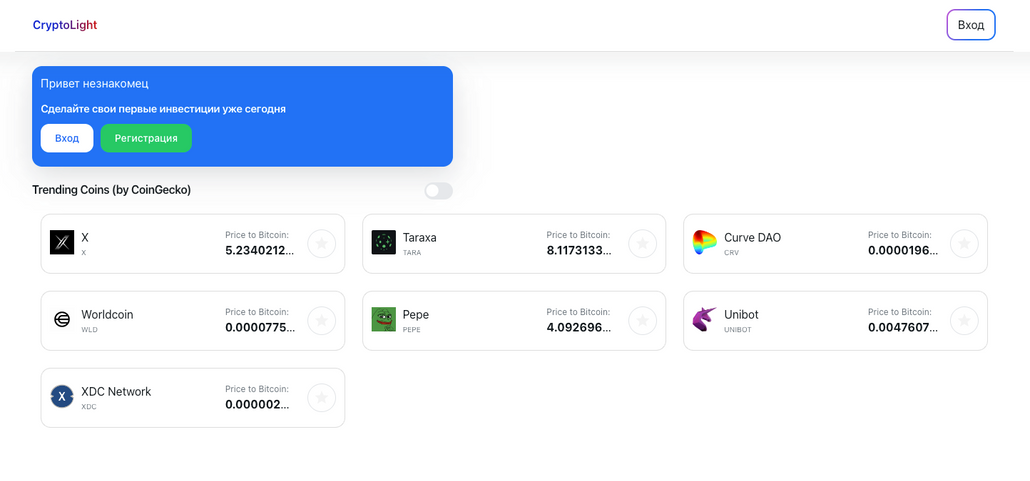 CryptoLight
Вход
Привет незнакомец
Сделайте свои первые инвестиции уже сегодня
Вход
Регистрация
Trending Coins (by CoinGecko)
X
X
Price to Bitcoin:
5.2340212...
Taraxa
TARA
Price to Bitcoin:
8.1173133...
Curve DAO
CRV
Price to Bitcoin:
0.0000196...
Worldcoin
WLD
Price to Bitcoin:
0.0000775...
Pepe
PEPE
Price to Bitcoin:
4.092696...
Unibot
UNIBOT
Price to Bitcoin:
0.0047607...
X
XDC Network
XDC
Price to Bitcoin:
0.000002...